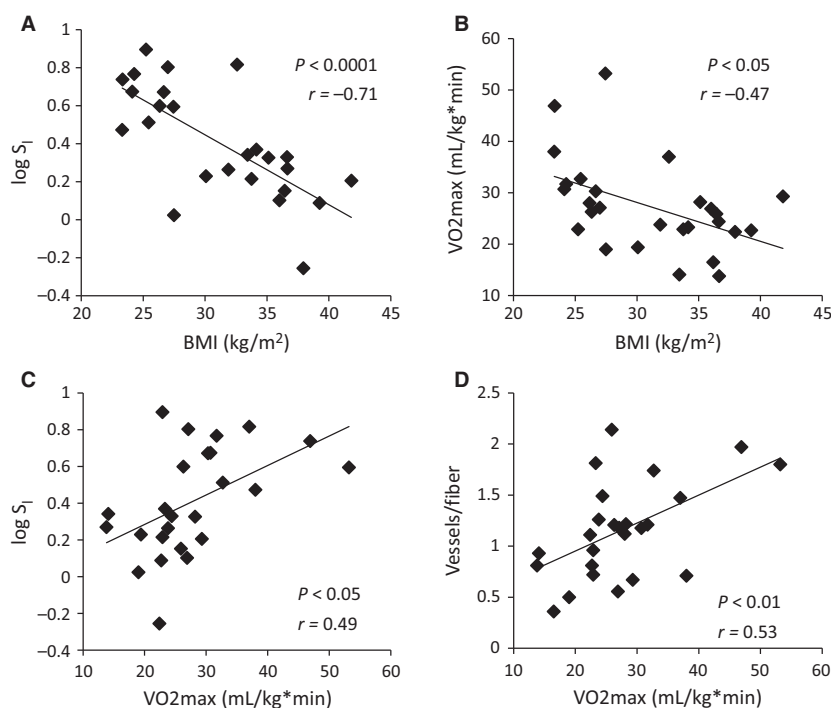 A
1
0.8
0.6
0.4
0.2
0
−0.2
−0.4
log S_I
P < 0.0001
r = −0.71
20 25 30 35 40 45
BMI (kg/m²)
B
60
50
40
30
20
10
VO2max (mL/kg*min)
P < 0.05
r = −0.47
20 25 30 35 40 45
BMI (kg/m²)
C
1
0.8
0.6
0.4
0.2
0
−0.2
−0.4
log S_I
P < 0.05
r = 0.49
10 20 30 40 50 60
VO2max (mL/kg*min)
D
2.5
2
1.5
1
0.5
0
Vessels/fiber
P < 0.01
r = 0.53
10 20 30 40 50 60
VO2max (mL/kg*min)